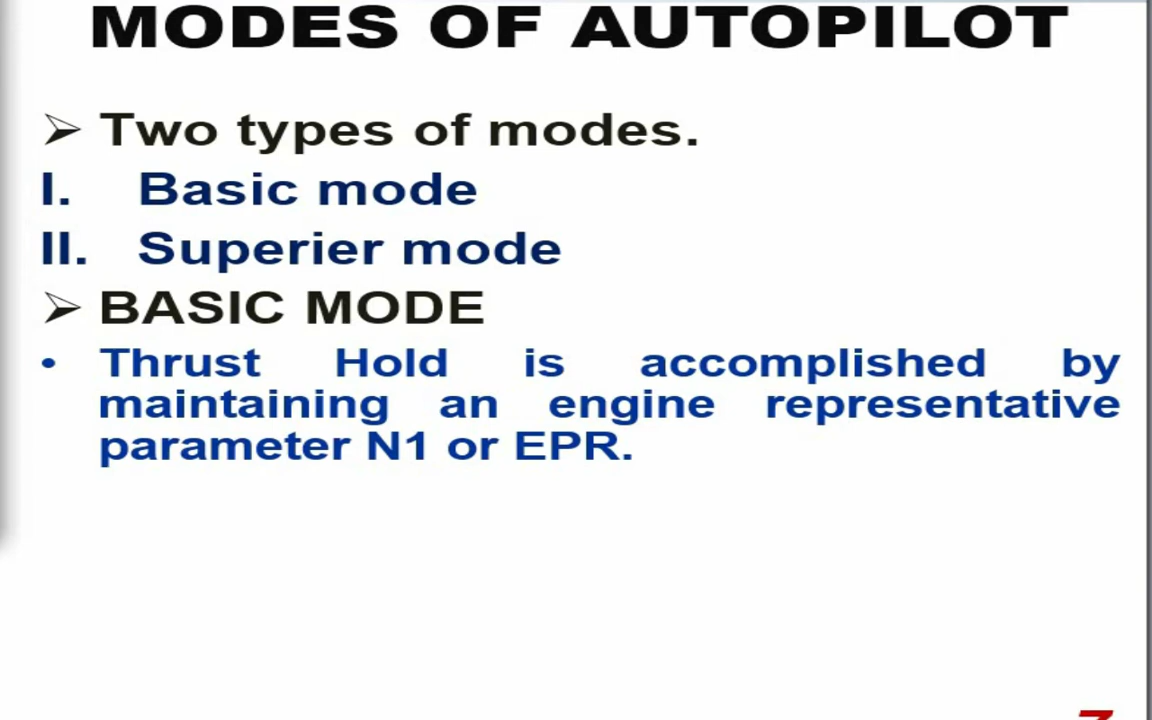 MODES OF AUTOPILOT
➢ Two types of modes.
I. Basic mode
II. Superier mode
➢ BASIC MODE
• Thrust Hold is accomplished by
maintaining an engine representative
parameter N1 or EPR.